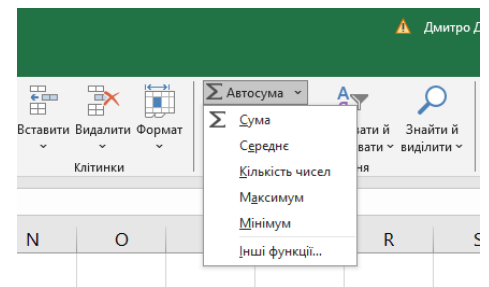 Дмитро Д
Вставити Видалити Формат
Клітинки
Автосума
Сума
Середнє
Кількість чисел
Максимум
Мінімум
Інші функції...
Знайти й
виділити
N O R S